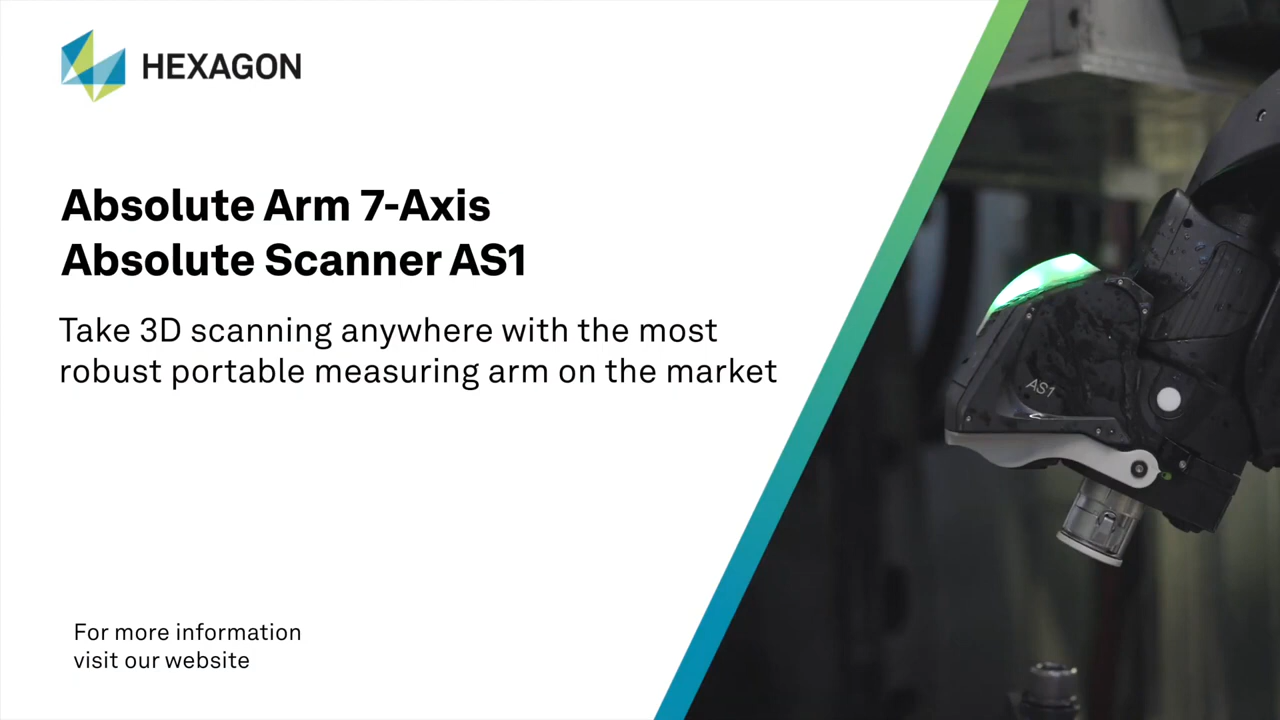 HEXAGON
Absolute Arm 7-Axis
Absolute Scanner AS1
Take 3D scanning anywhere with the most
robust portable measuring arm on the market
AS1
For more information
visit our website